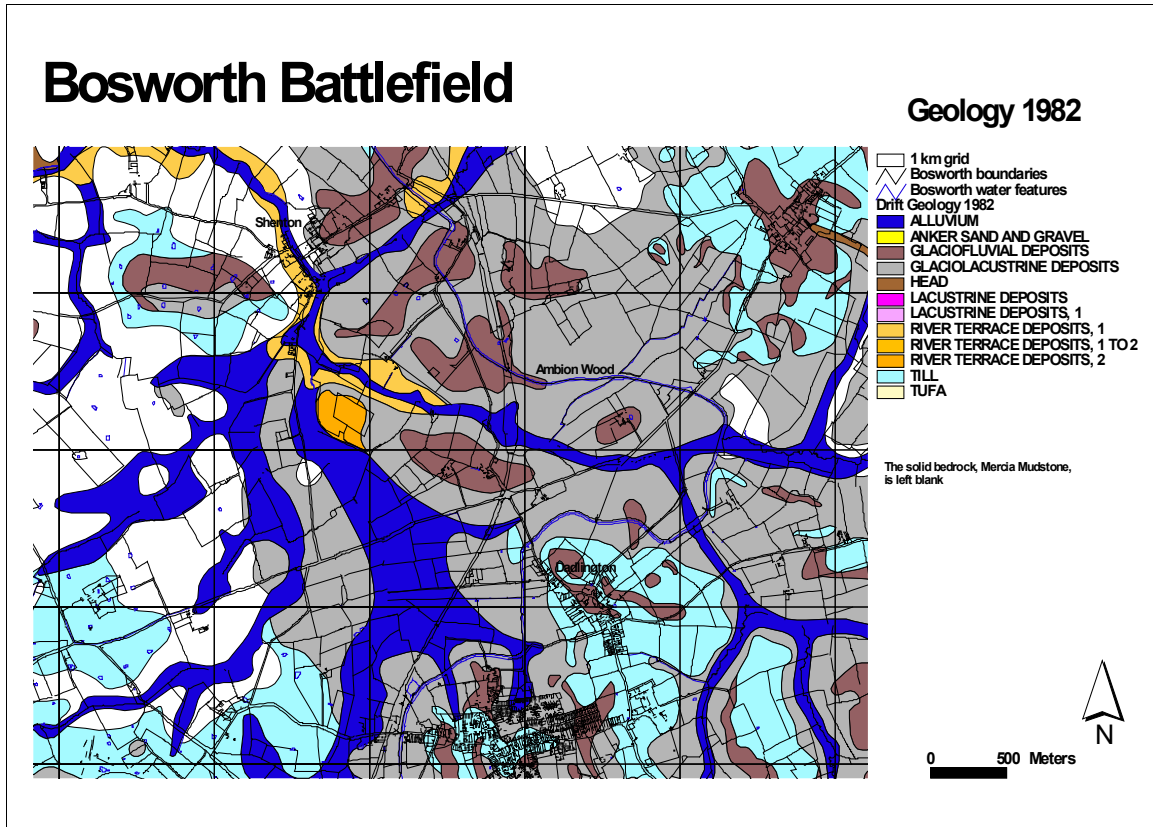 Bosworth Battlefield
Geology 1982
1 km grid
Bosworth boundaries
Bosworth water features
Drift Geology 1982
ALLUVIUM
ANKER SAND AND GRAVEL
GLACIOFLUVIAL DEPOSITS
GLACIOLACUSTRINE DEPOSITS
HEAD
LACUSTRINE DEPOSITS
LACUSTRINE DEPOSITS, 1
RIVER TERRACE DEPOSITS, 1
RIVER TERRACE DEPOSITS, 1 TO 2
RIVER TERRACE DEPOSITS, 2
TILL
TUFA
Shenton
Ambion Wood
The solid bedrock, Mercia Mudstone,
is left blank
Dadlington
N
0 500 Meters